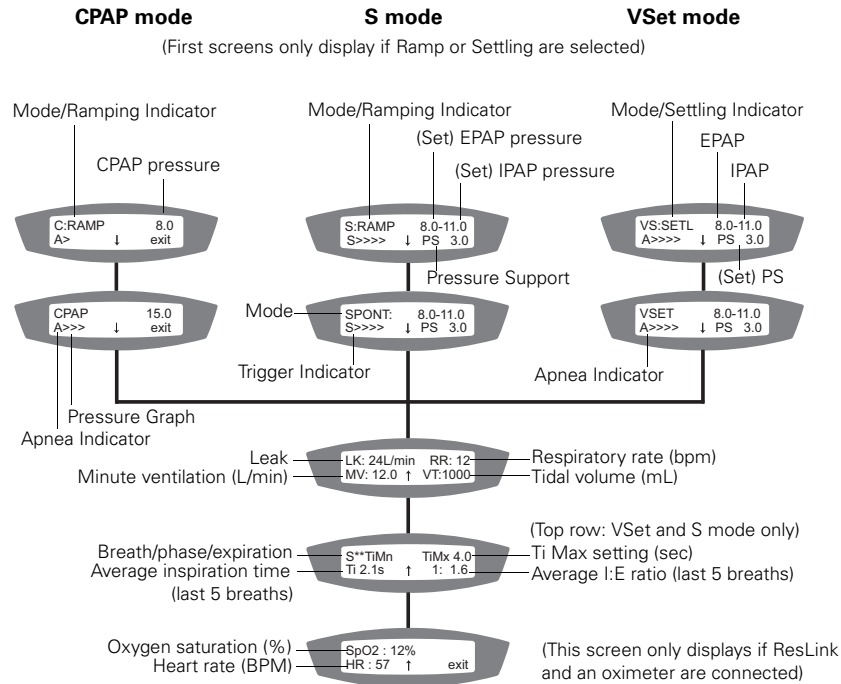 CPAP mode
S mode
VSet mode
(First screens only display if Ramp or Settling are selected)
Mode/Ramping Indicator
CPAP pressure
C:RAMP 8.0
A> ↓ exit
CPAP 15.0
A>>> ↓ exit
Pressure Graph
Apnea Indicator
Mode/Ramping Indicator
(Set) EPAP pressure
(Set) IPAP pressure
S:RAMP 8.0-11.0
S>>>> ↓ PS 3.0
Pressure Support
Mode
SPONT: 8.0-11.0
S>>>> ↓ PS 3.0
Trigger Indicator
Mode/Settling Indicator
EPAP
IPAP
VS:SETL 8.0-11.0
A>>>> ↓ PS 3.0
(Set) PS
VSET 8.0-11.0
A>>>> ↓ PS 3.0
Apnea Indicator
Leak
Minute ventilation (L/min)
LK: 24L/min RR: 12
MV: 12.0 ↑ VT:1000
Respiratory rate (bpm)
Tidal volume (mL)
Breath/phase/expiration
Average inspiration time
(last 5 breaths)
S**TiMn TiMx 4.0
Ti 2.1s ↑ 1: 1.6
(Top row: VSet and S mode only)
Ti Max setting (sec)
Average I:E ratio (last 5 breaths)
Oxygen saturation (%)
Heart rate (BPM)
SpO2 : 12%
HR : 57 ↑ exit
(This screen only displays if ResLink
and an oximeter are connected)